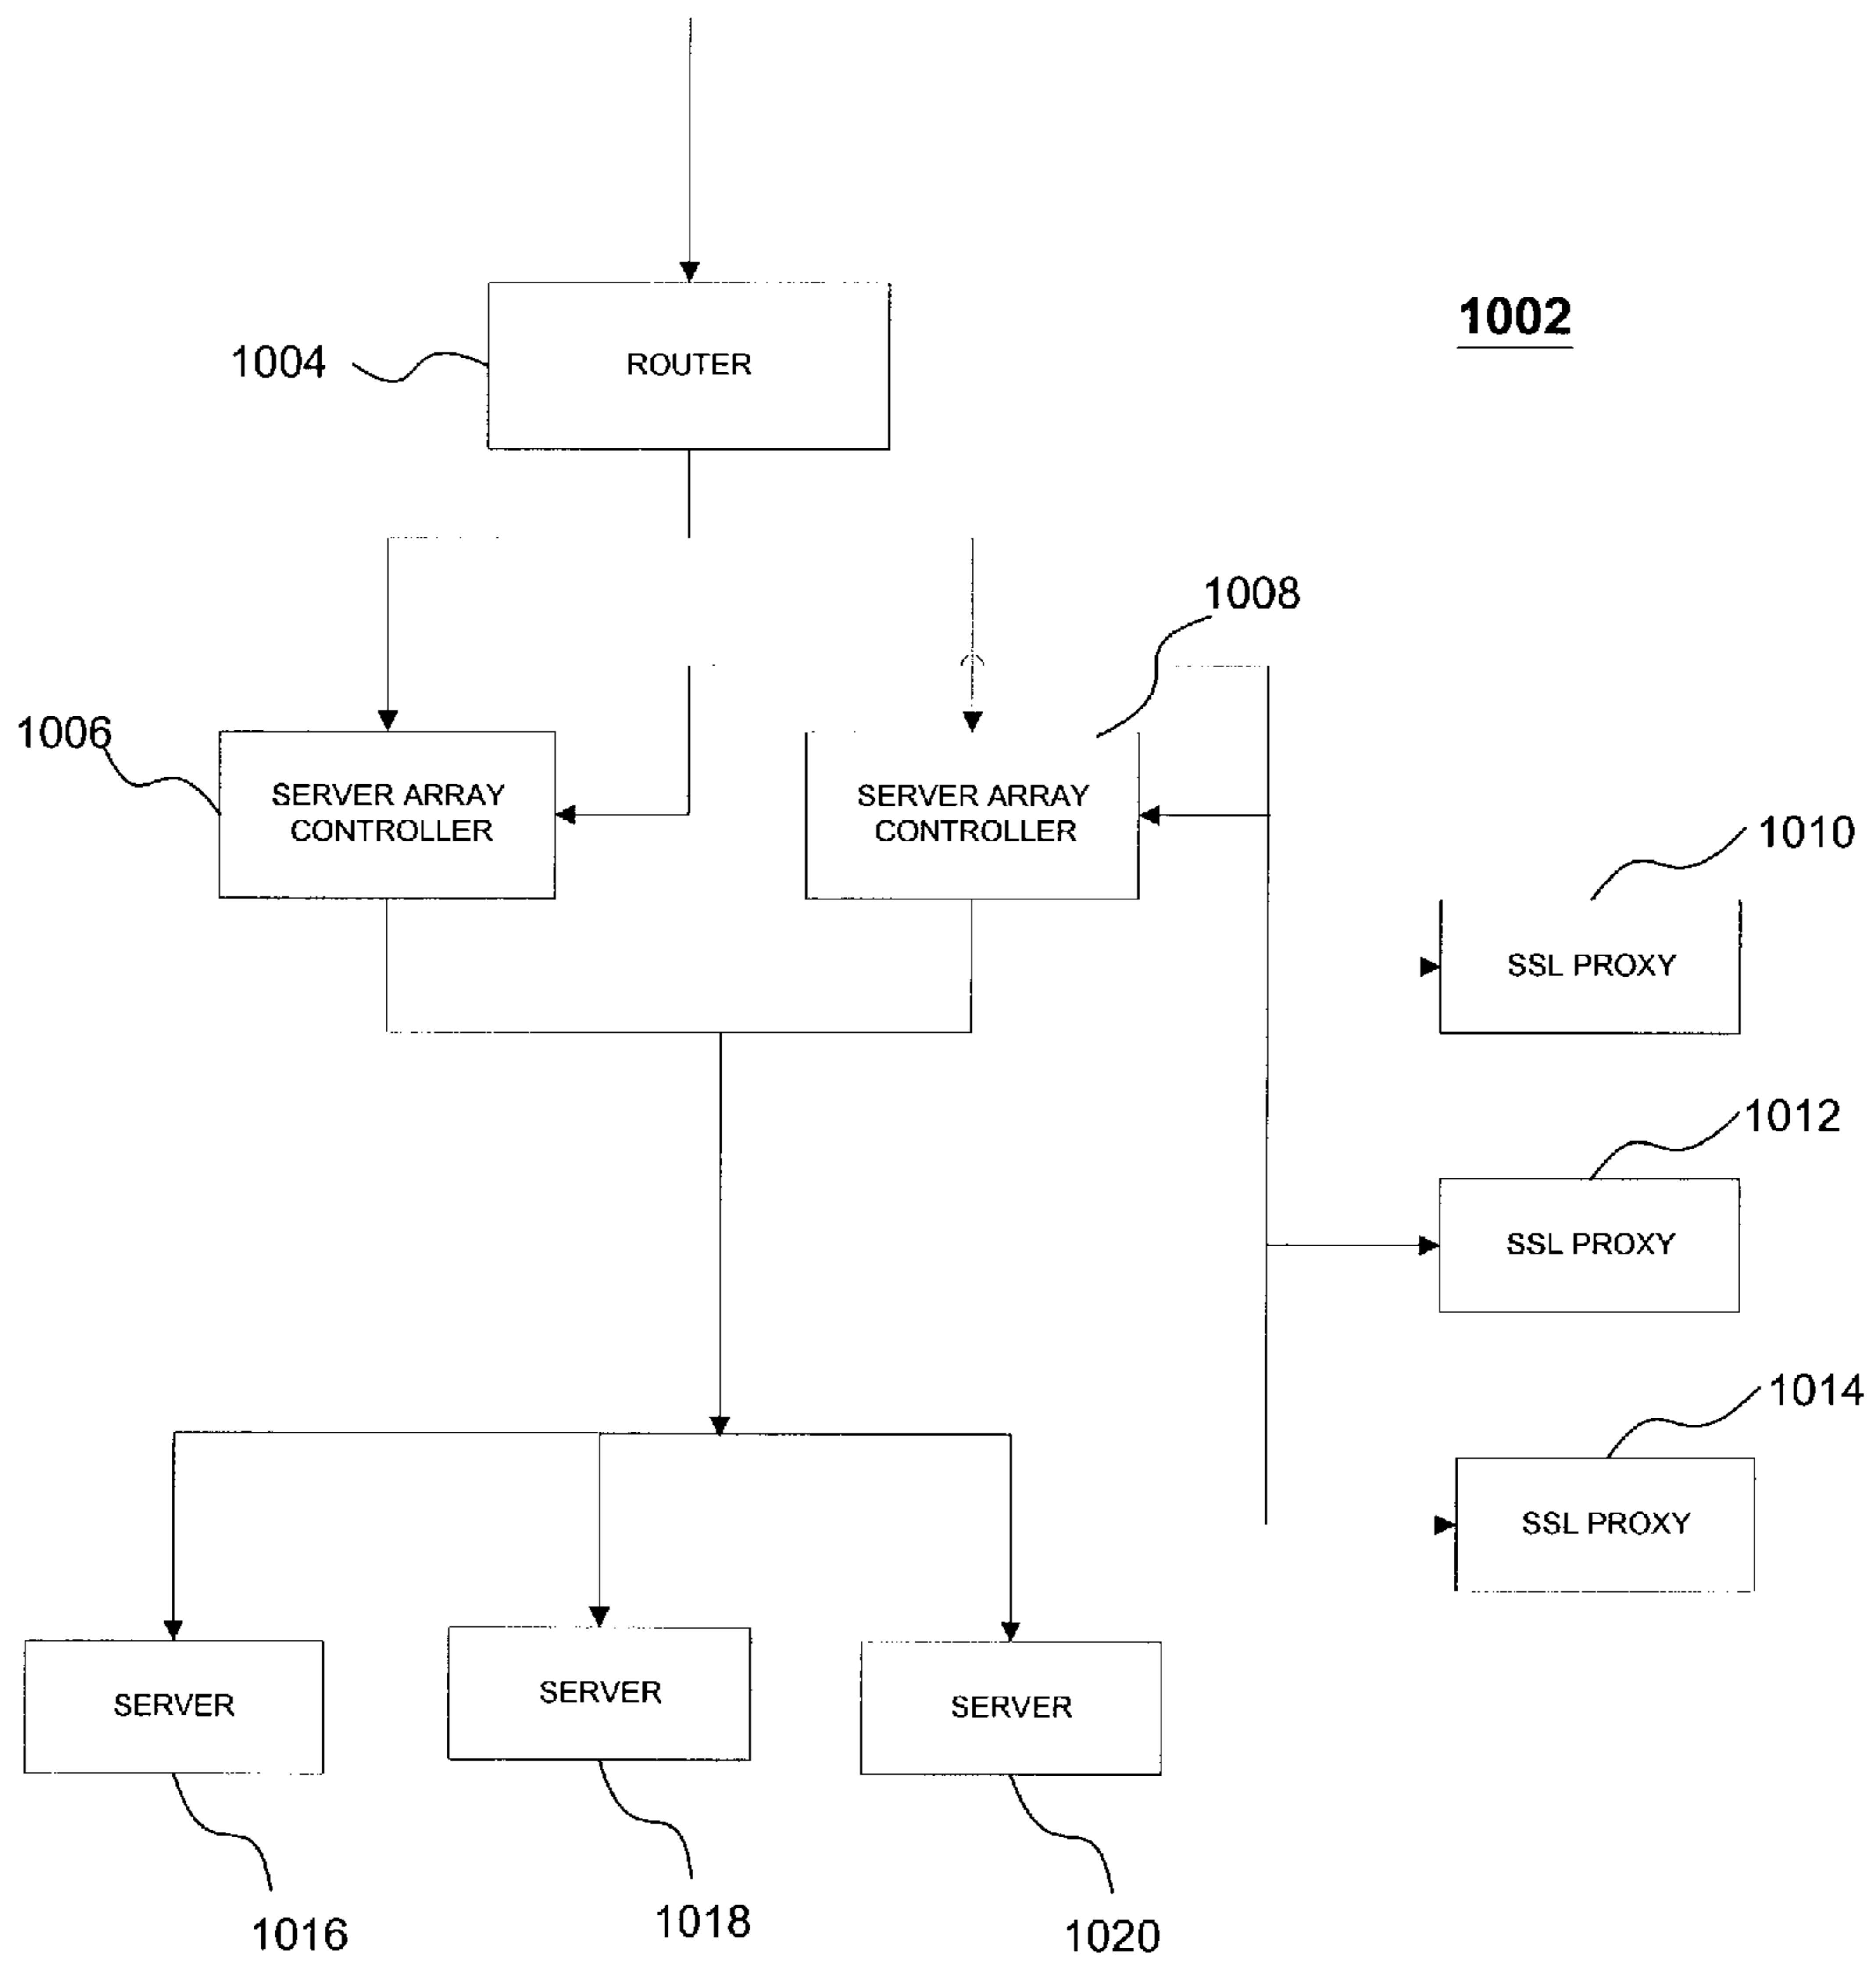 1002
1004
ROUTER
1008
1006
SERVER ARRAY
CONTROLLER
SERVER ARRAY
CONTROLLER
1010
SSL PROXY
1012
SSL PROXY
1014
SSL PROXY
SERVER
SERVER
SERVER
1016
1018
1020